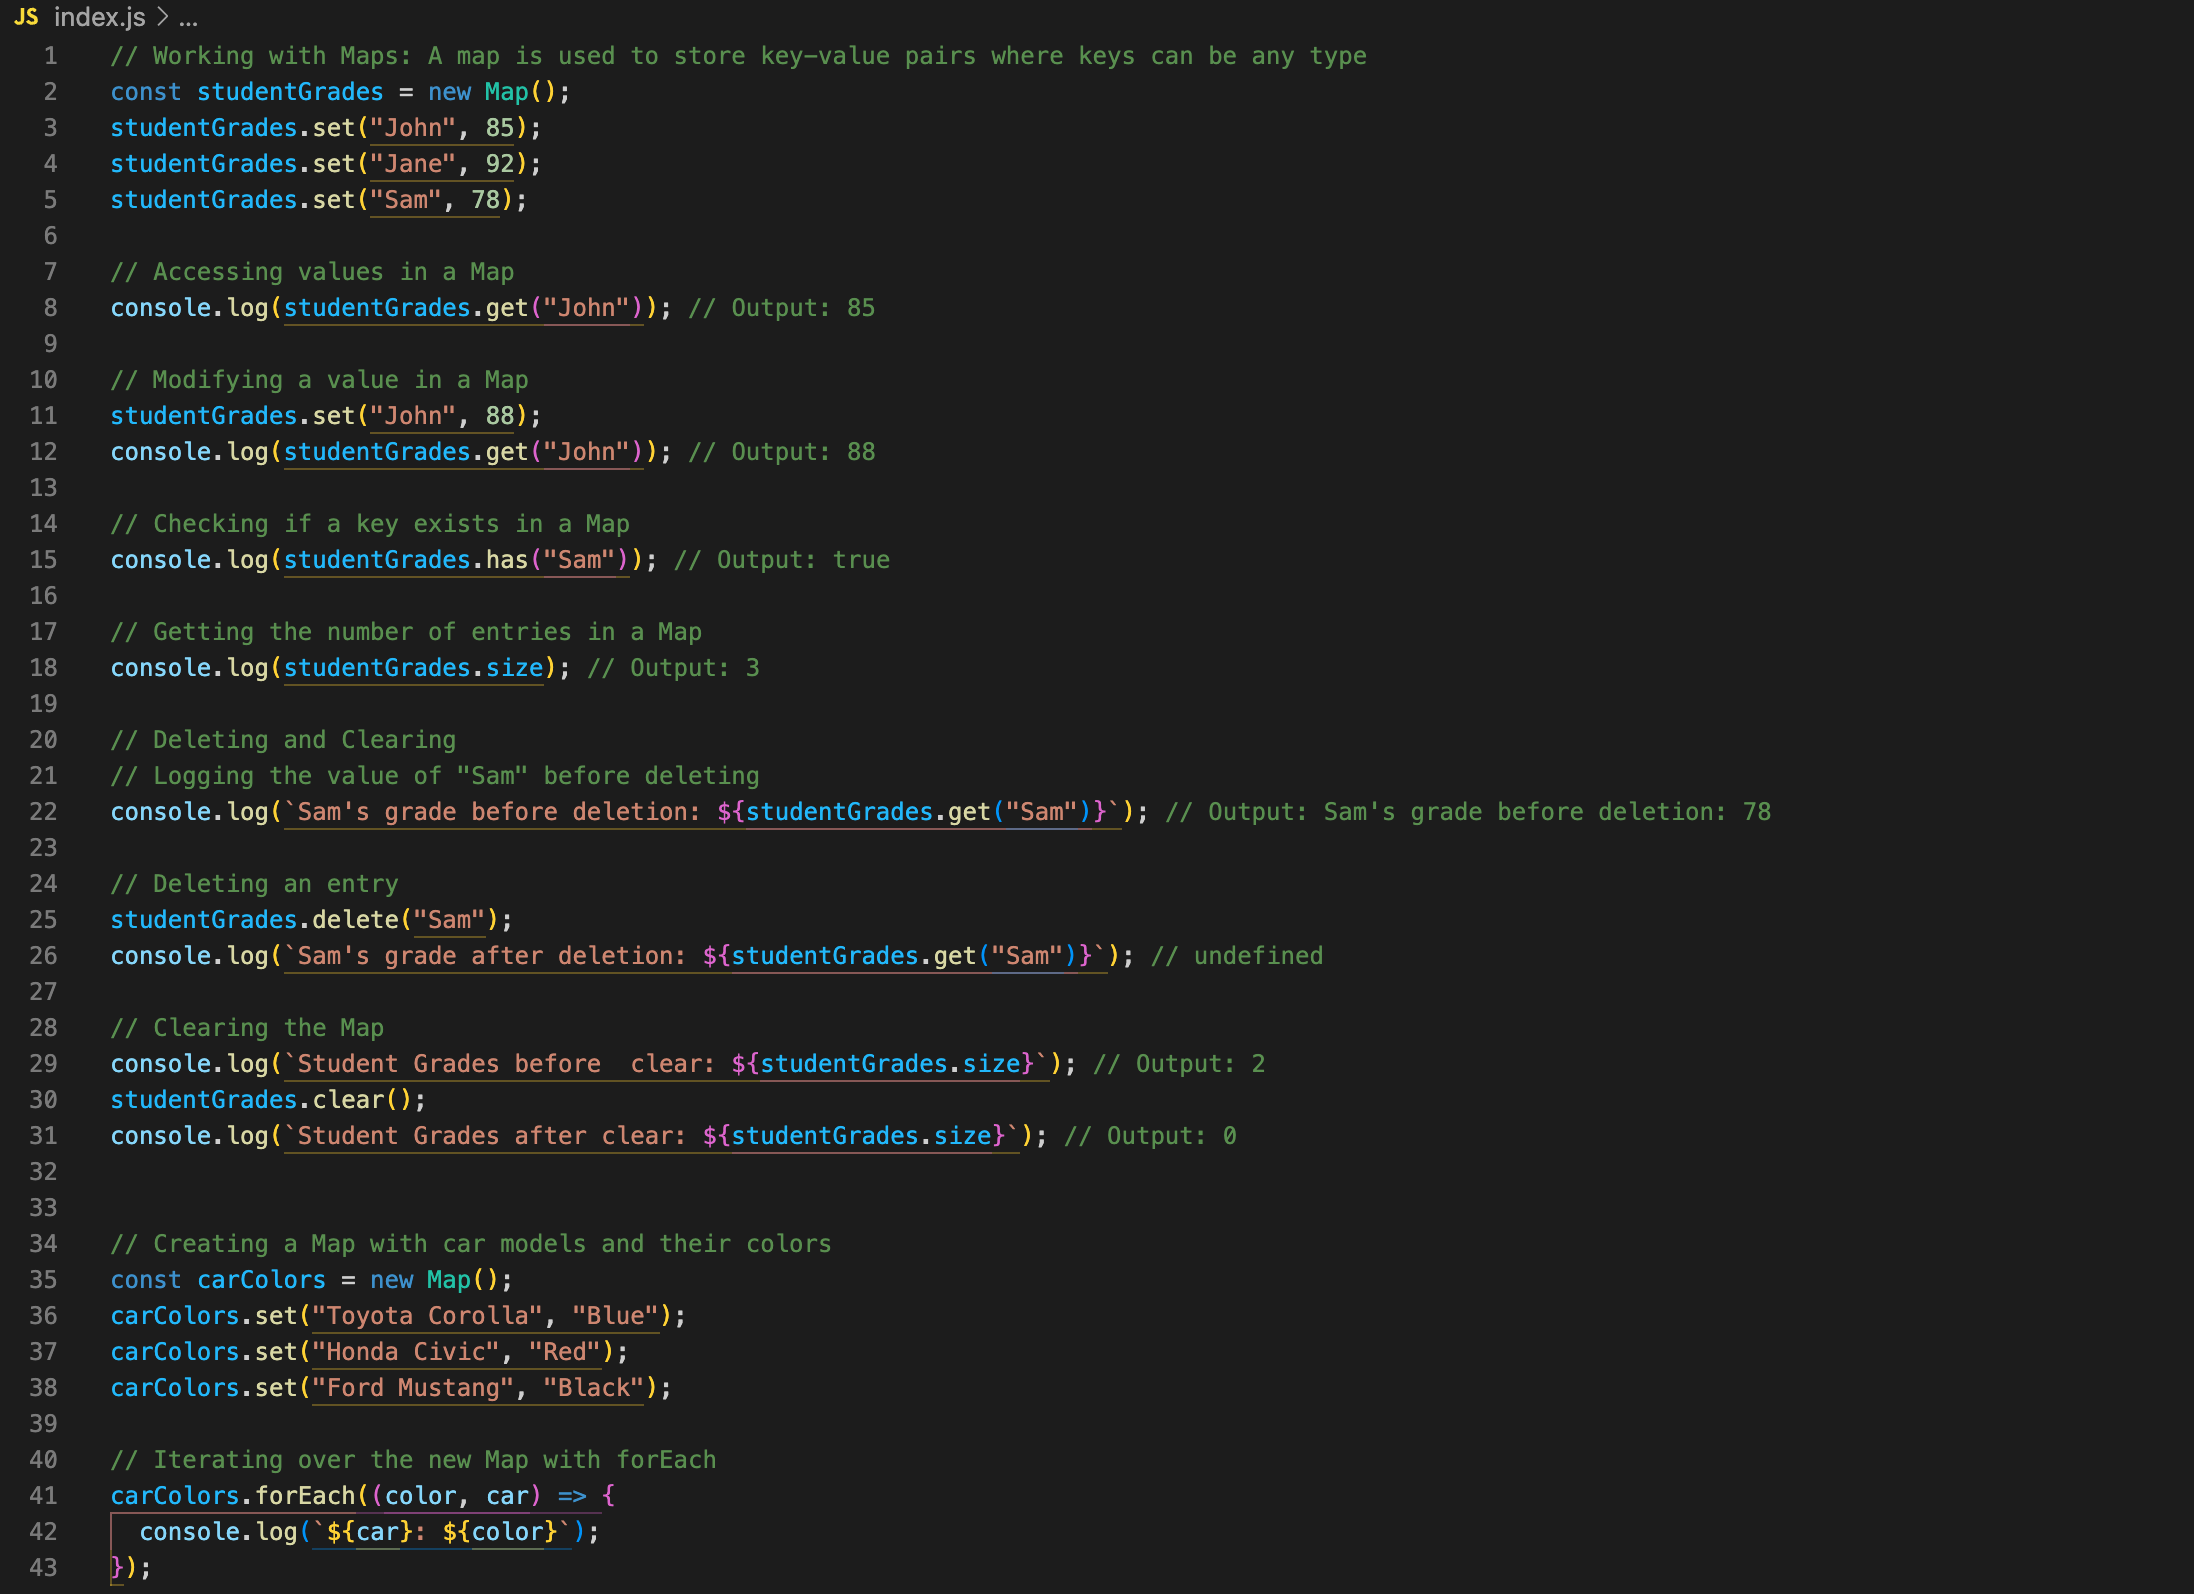 JS index.js > ...
1 // Working with Maps: A map is used to store key-value pairs where keys can be any type
2 const studentGrades = new Map();
3 studentGrades.set("John", 85);
4 studentGrades.set("Jane", 92);
5 studentGrades.set("Sam", 78);
6
7 // Accessing values in a Map
8 console.log(studentGrades.get("John")); // Output: 85
9
10 // Modifying a value in a Map
11 studentGrades.set("John", 88);
12 console.log(studentGrades.get("John")); // Output: 88
13
14 // Checking if a key exists in a Map
15 console.log(studentGrades.has("Sam")); // Output: true
16
17 // Getting the number of entries in a Map
18 console.log(studentGrades.size); // Output: 3
19
20 // Deleting and Clearing
21 // Logging the value of "Sam" before deleting
22 console.log(`Sam's grade before deletion: ${studentGrades.get("Sam")}`); // Output: Sam's grade before deletion: 78
23
24 // Deleting an entry
25 studentGrades.delete("Sam");
26 console.log(`Sam's grade after deletion: ${studentGrades.get("Sam")}`); // undefined
27
28 // Clearing the Map
29 console.log(`Student Grades before  clear: ${studentGrades.size}`); // Output: 2
30 studentGrades.clear();
31 console.log(`Student Grades after clear: ${studentGrades.size}`); // Output: 0
32
33
34 // Creating a Map with car models and their colors
35 const carColors = new Map();
36 carColors.set("Toyota Corolla", "Blue");
37 carColors.set("Honda Civic", "Red");
38 carColors.set("Ford Mustang", "Black");
39
40 // Iterating over the new Map with forEach
41 carColors.forEach((color, car) => {
42   console.log(`${car}: ${color}`);
43 });